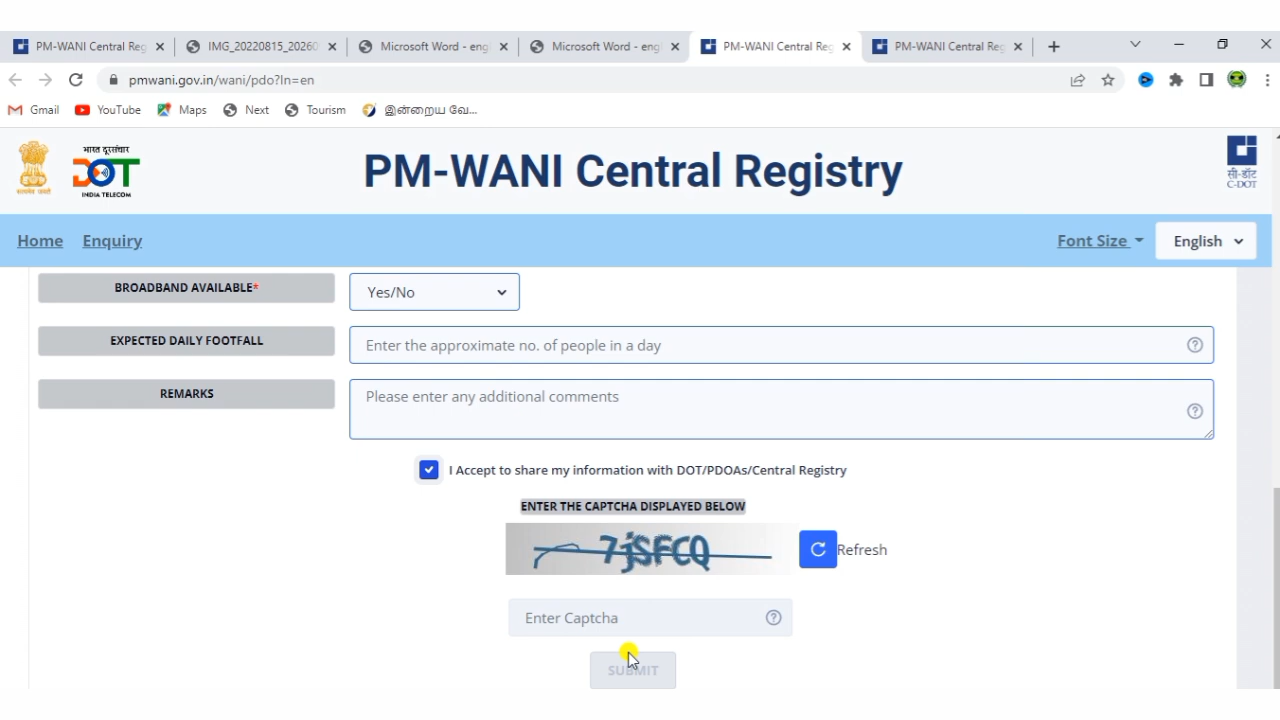 PM-WANI Central Reg
IMG_20220815_20260
Microsoft Word - eng
Microsoft Word - eng
PM-WANI Central Reg
PM-WANI Central Reg
pmwani.gov.in/wani/pdo?ln=en
Gmail YouTube Maps Next Tourism இன்றைய வே...
भारत दूरसंचार
DOT
INDIA TELECOM
PM-WANI Central Registry
सी-डॉट
C-DOT
Home Enquiry Font Size English
BROADBAND AVAILABLE* Yes/No
EXPECTED DAILY FOOTFALL Enter the approximate no. of people in a day
REMARKS Please enter any additional comments
I Accept to share my information with DOT/PDOAs/Central Registry
ENTER THE CAPTCHA DISPLAYED BELOW
7jSFCQ Refresh
Enter Captcha
SUBMIT